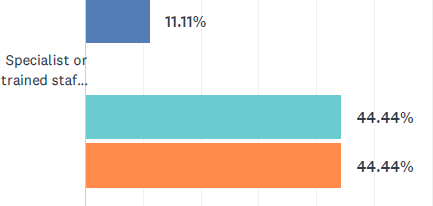 11.11%
Specialist or
trained staf...
44.44%
44.44%